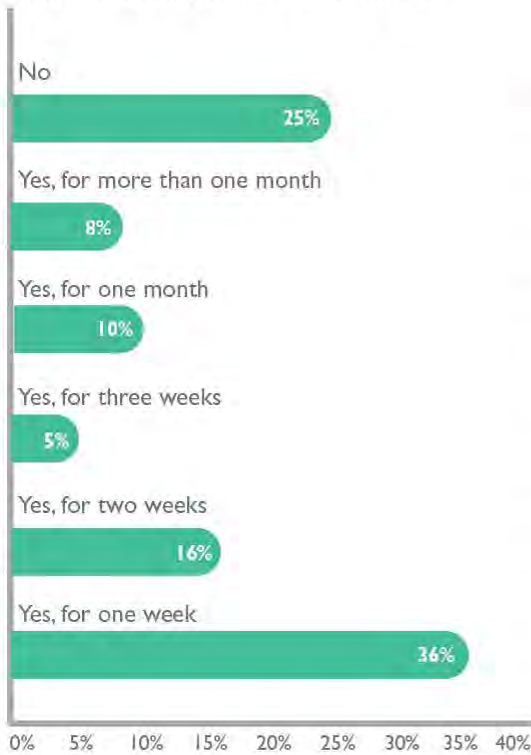 No
25%
Yes, for more than one month
8%
Yes, for one month
10%
Yes, for three weeks
5%
Yes, for two weeks
16%
Yes, for one week
36%
0% 5% 10% 15% 20% 25% 30% 35% 40%